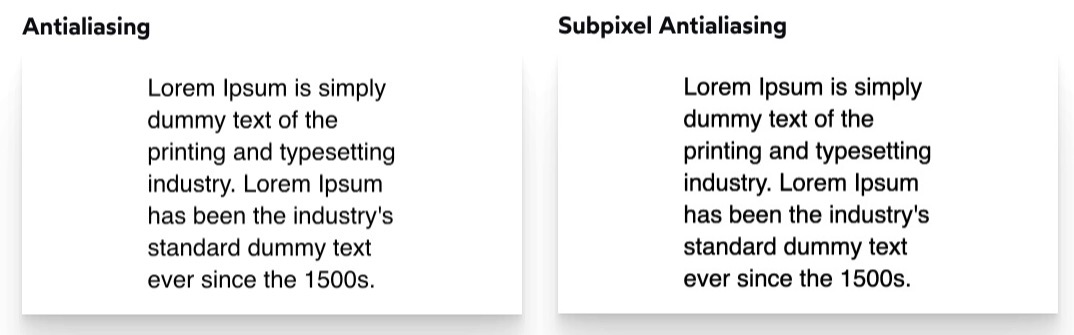 Antialiasing
Lorem Ipsum is simply
dummy text of the
printing and typesetting
industry. Lorem Ipsum
has been the industry's
standard dummy text
ever since the 1500s.
Subpixel Antialiasing
Lorem Ipsum is simply
dummy text of the
printing and typesetting
industry. Lorem Ipsum
has been the industry's
standard dummy text
ever since the 1500s.